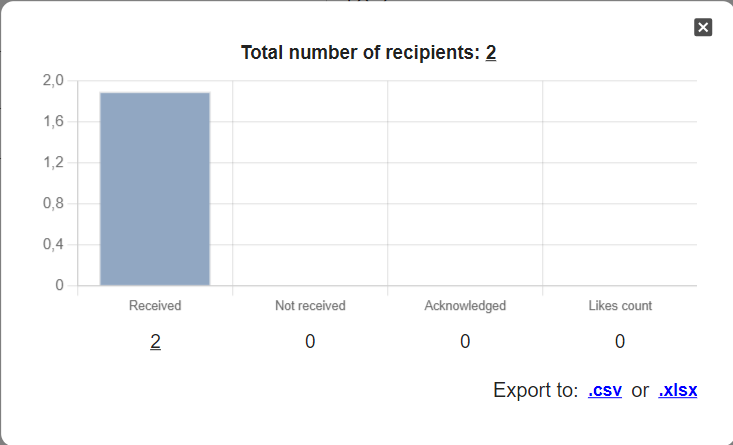 Total number of recipients: 2
2,0
1,6
1,2
0,8
0,4
0
Received Not received Acknowledged Likes count
2 0 0 0
Export to: .csv or .xlsx